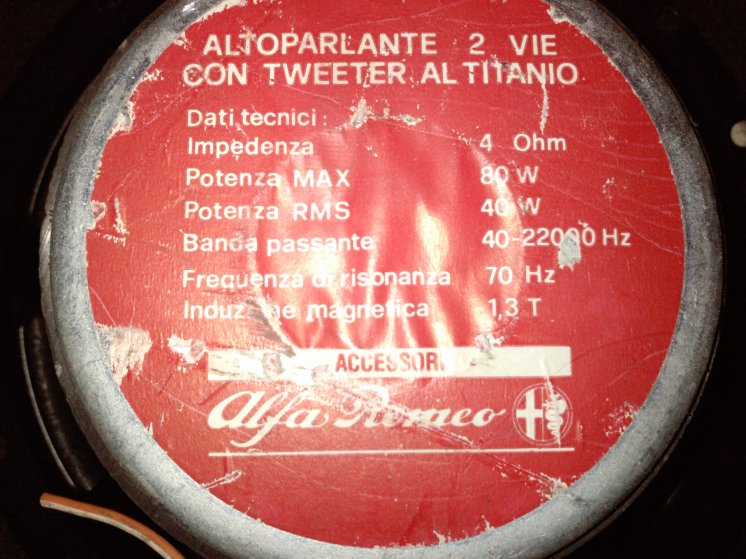 ALTOPARLANTE 2 VIE
CON TWEETER AL TITANIO
Dati tecnici:
Impedenza 4 Ohm
Potenza MAX 80 W
Potenza RMS 40 W
Banda passante 40-22000 Hz
Frequenza di risonanza 70 Hz
Induzione magnetica 1,3 T
ACCESSORI
Alfa Romeo